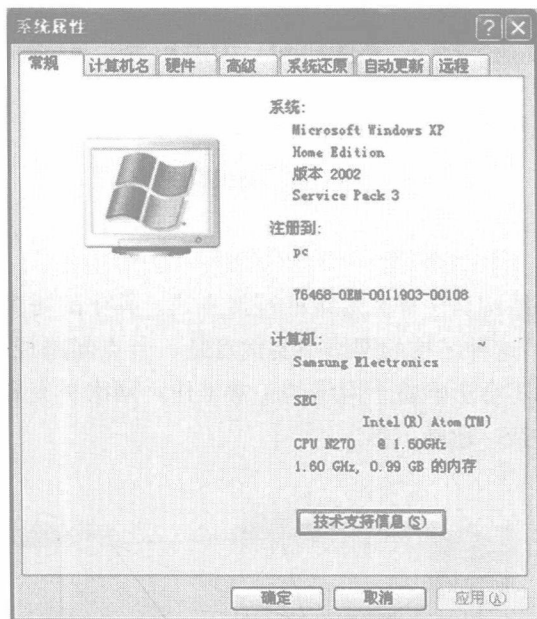 系统属性
常规 计算机名 硬件 高级 系统还原 自动更新 远程
系统:
Microsoft Windows XP
Home Edition
版本 2002
Service Pack 3
注册到:
pc
76468-OEM-0011903-00108
计算机:
Samsung Electronics
SEC
Intel(R) Atom(TM)
CPU N270 @ 1.60GHz
1.60 GHz, 0.99 GB 的内存
技术支持信息(S)
确定 取消 应用(A)